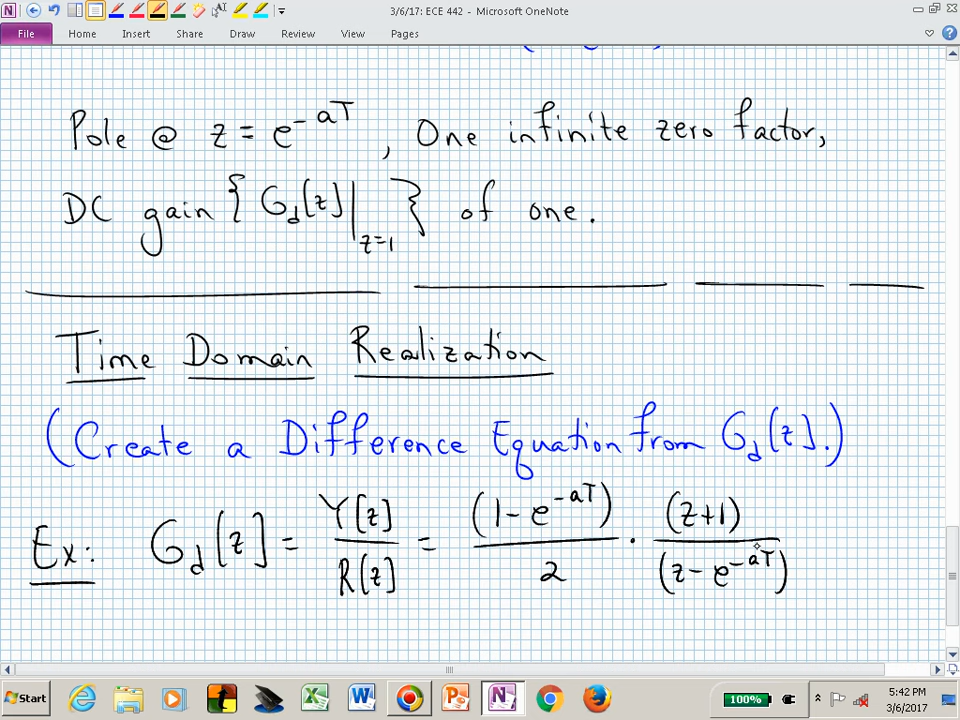 3/6/17: ECE 442 - Microsoft OneNote
File Home Insert Share Draw Review View Pages
Pole @ z = e^{-aT}, One infinite zero factor,
DC gain {G_d[z]|_{z=1}} of one.
Time Domain Realization
(Create a Difference Equation from G_d[z].)
Ex: G_d[z] = Y[z]/R[z] = (1 - e^{-aT})/2 · (z+1)/(z - e^{-aT})
Start
100%
5:42 PM
3/6/2017